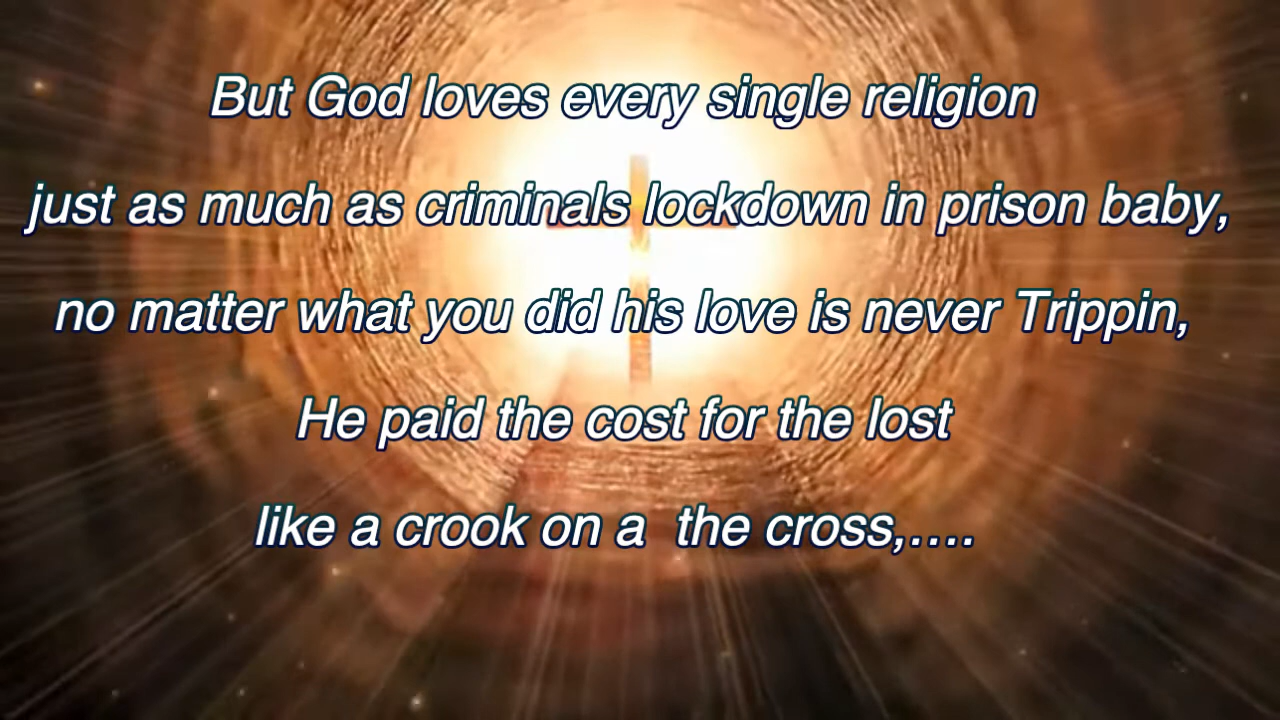 But God loves every single religion
just as much as criminals lockdown in prison baby,
no matter what you did his love is never Trippin,
He paid the cost for the lost
like a crook on a  the cross,....